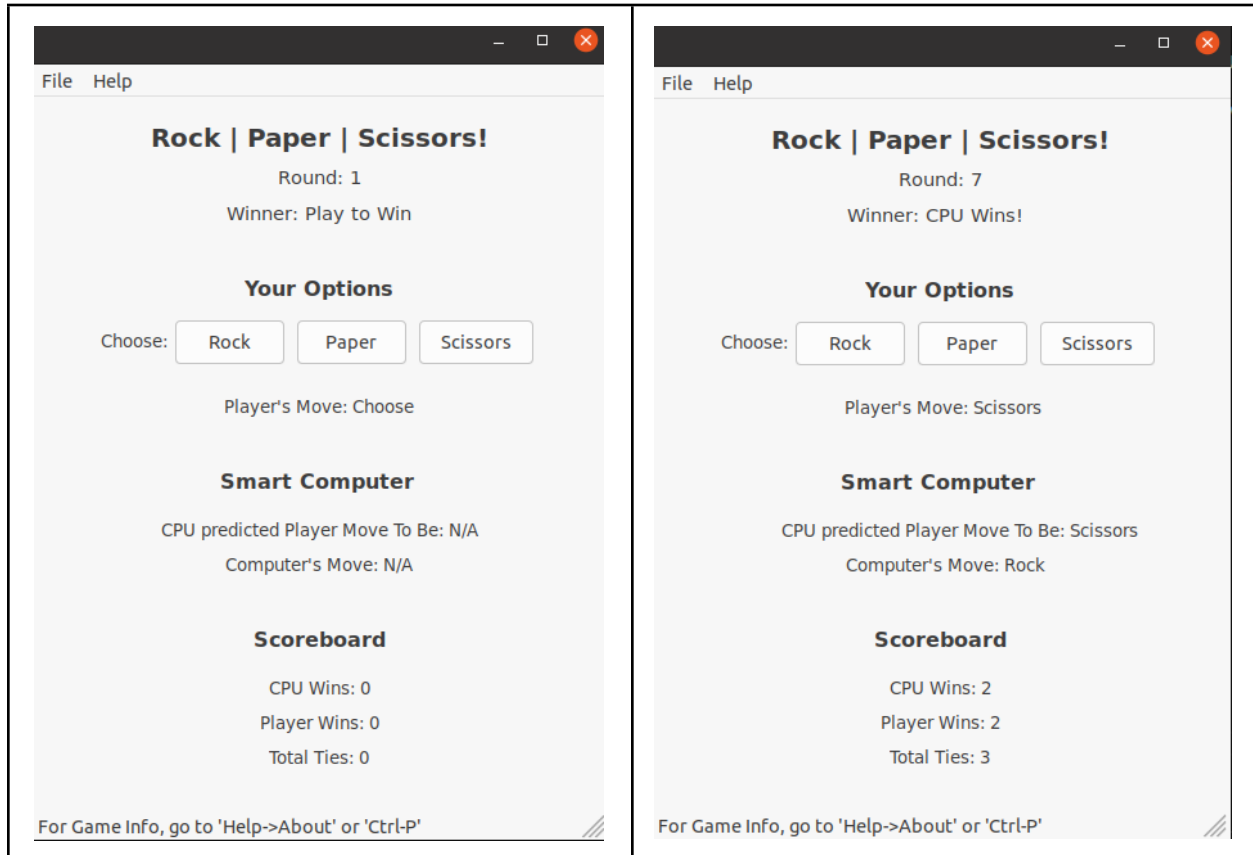 File Help
Rock | Paper | Scissors!
Round: 1
Winner: Play to Win
Your Options
Choose: Rock Paper Scissors
Player's Move: Choose
Smart Computer
CPU predicted Player Move To Be: N/A
Computer's Move: N/A
Scoreboard
CPU Wins: 0
Player Wins: 0
Total Ties: 0
For Game Info, go to 'Help->About' or 'Ctrl-P'
File Help
Rock | Paper | Scissors!
Round: 7
Winner: CPU Wins!
Your Options
Choose: Rock Paper Scissors
Player's Move: Scissors
Smart Computer
CPU predicted Player Move To Be: Scissors
Computer's Move: Rock
Scoreboard
CPU Wins: 2
Player Wins: 2
Total Ties: 3
For Game Info, go to 'Help->About' or 'Ctrl-P'